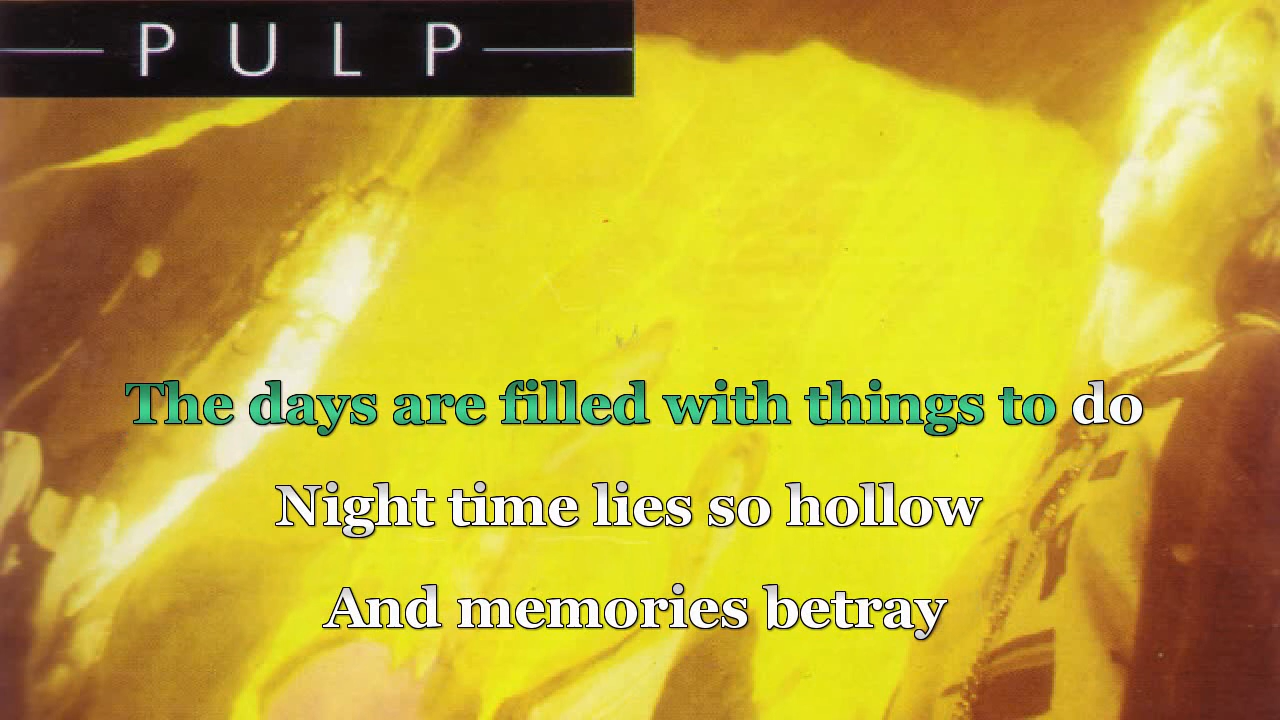 PULP
The days are filled with things to do
Night time lies so hollow
And memories betray